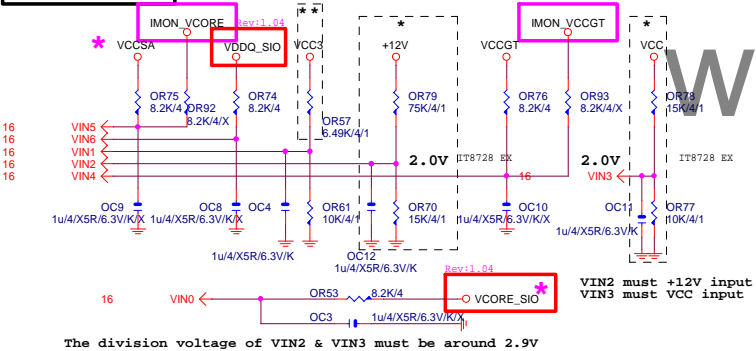 IMON_VCORE
Rev:1.04
* *
*
IMON_VCCGT
*
*
VCCSA
VDDQ_SIO
VCC3
+12V
VCCGT
VCC
W
OR75
8.2K/4
OR92
8.2K/4/X
OR74
8.2K/4
OR57
6.49K/4/1
OR79
75K/4/1
OR76
8.2K/4
OR93
8.2K/4/X
OR78
15K/4/1
16 VIN5
16 VIN6
16 VIN1
16 VIN2
16 VIN4
2.0V
IT8728 EX
16
2.0V
VIN3
IT8728 EX
OC9
1u/4/X5R/6.3V/K/X
OC8
1u/4/X5R/6.3V/K/X
OC4
1u/4/X5R/6.3V/K
OR61
10K/4/1
OC12
1u/4/X5R/6.3V/K
OR70
15K/4/1
OC10
1u/4/X5R/6.3V/K/X
OC11
1u/4/X5R/6.3V/K
OR77
10K/4/1
Rev:1.04
16 VIN0
OR53 8.2K/4
VCORE_SIO
*
OC3 1u/4/X5R/6.3V/K/X
VIN2 must +12V input
VIN3 must VCC input
The division voltage of VIN2 & VIN3 must be around 2.9V